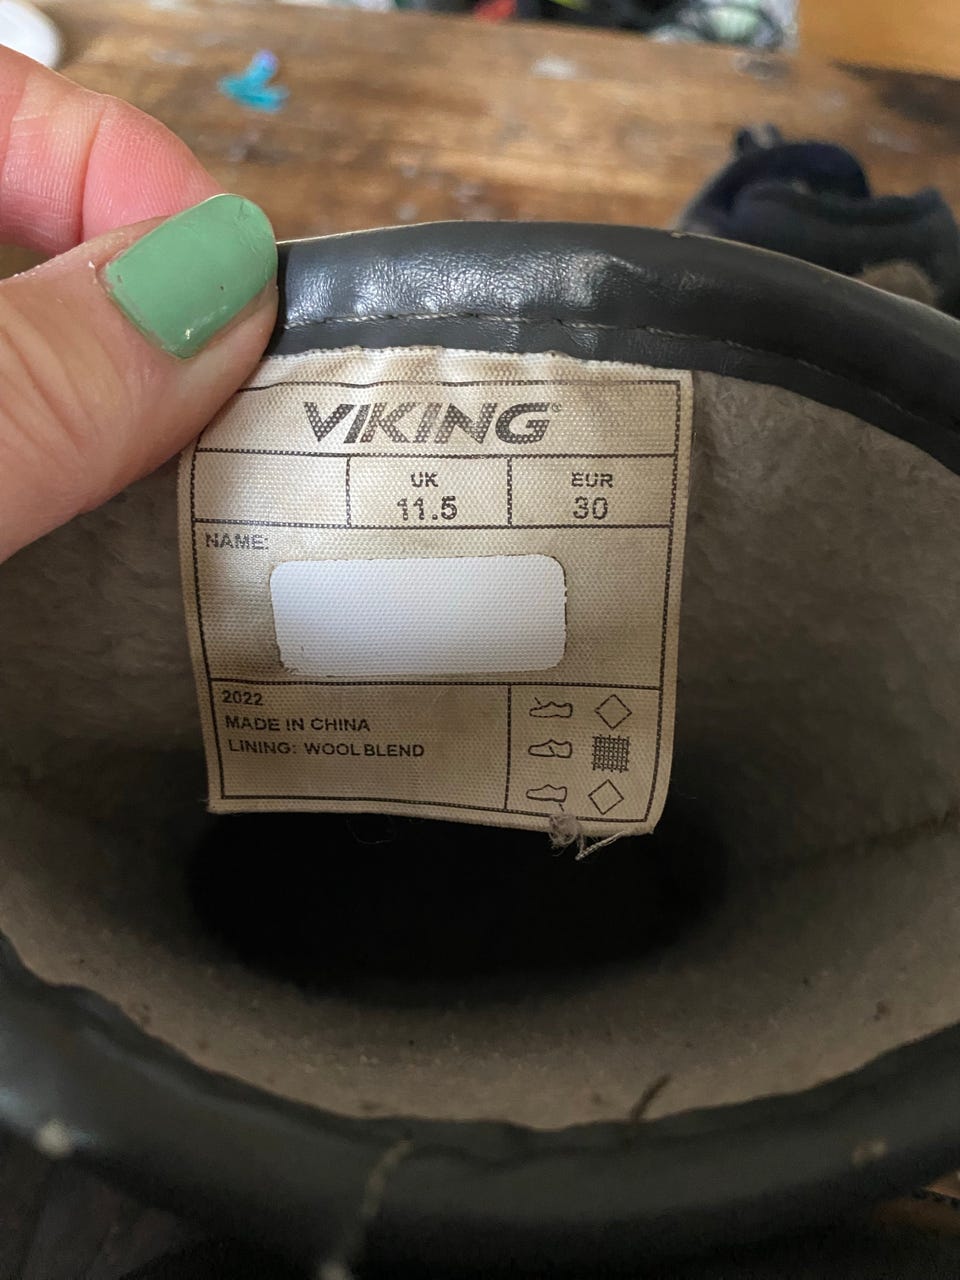 VIKING
UK EUR
11.5 30
NAME:
2022
MADE IN CHINA
LINING: WOOL BLEND